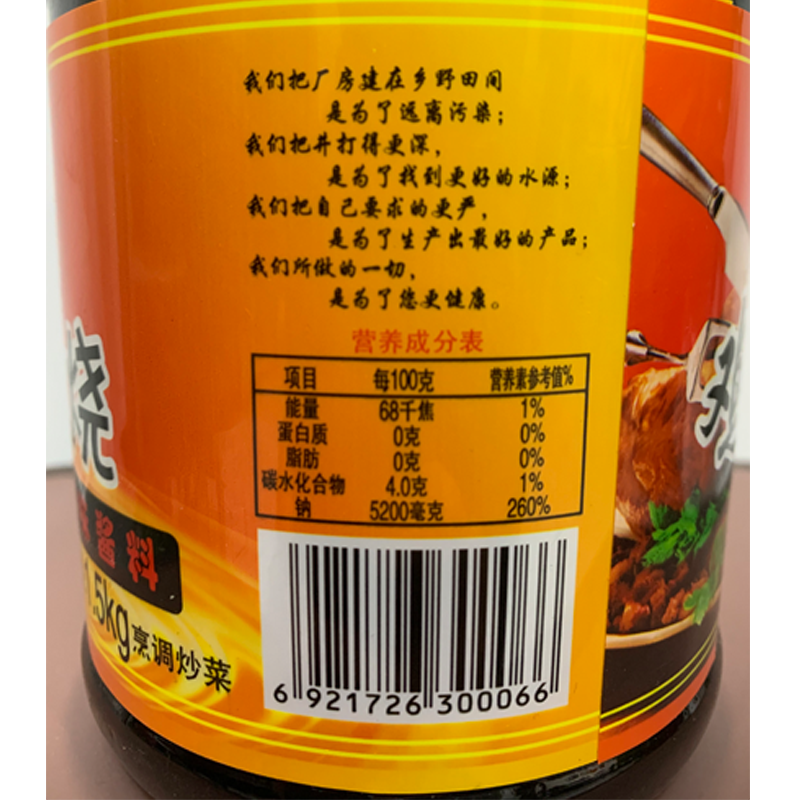 我们把厂房建在乡野田间
是为了远离污染；
我们把井打得更深，
是为了找到更好的水源；
我们把自己要求的更严，
是为了生产出最好的产品；
我们所做的一切，
是为了您更健康。
营养成分表
项目 每100克 营养素参考值%
能量 68千焦 1%
蛋白质 0克 0%
脂肪 0克 0%
碳水化合物 4.0克 1%
钠 5200毫克 260%
6 921726 300066
烧
酱料
1.5kg烹调炒菜